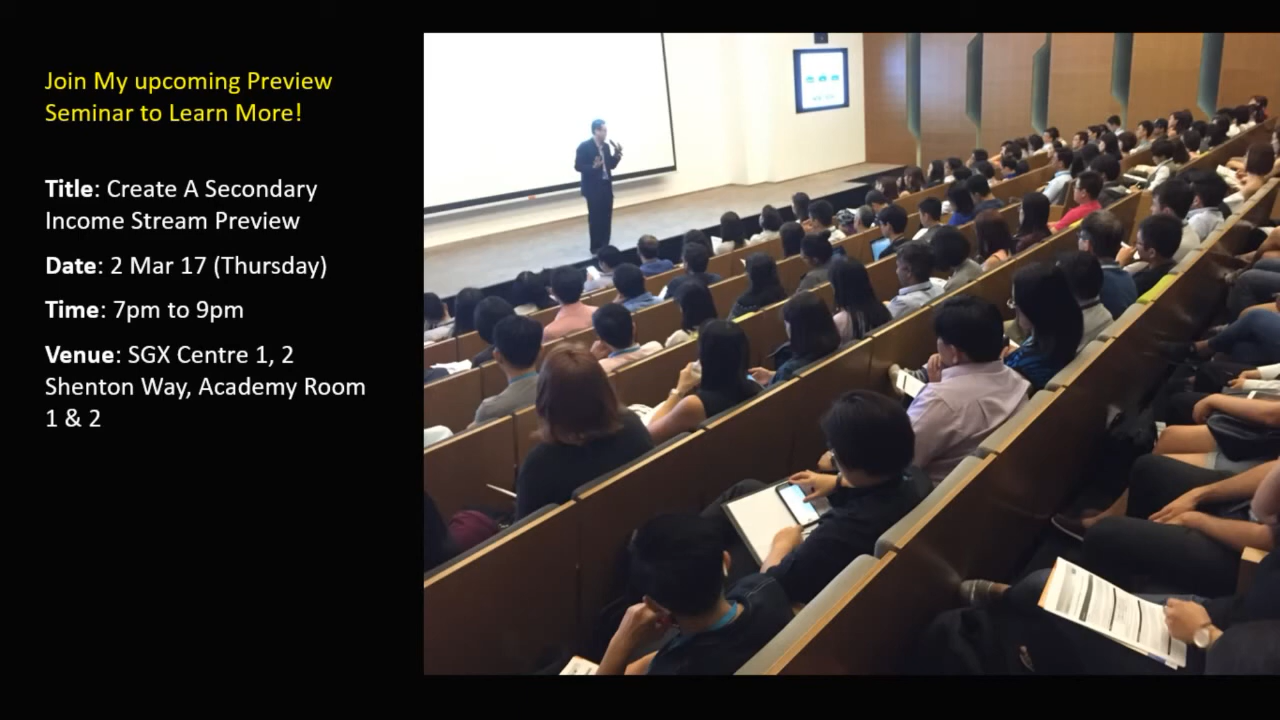 Join My upcoming Preview
Seminar to Learn More!
Title: Create A Secondary
Income Stream Preview
Date: 2 Mar 17 (Thursday)
Time: 7pm to 9pm
Venue: SGX Centre 1, 2
Shenton Way, Academy Room
1 & 2